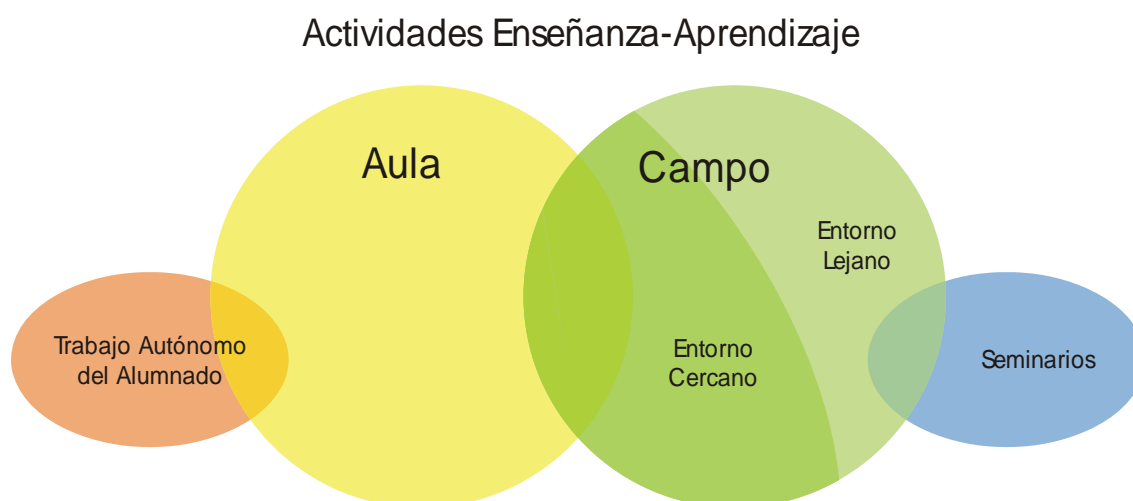 Actividades Enseñanza-Aprendizaje
Aula
Campo
Entorno
Lejano
Trabajo Autónomo
del Alumnado
Entorno
Cercano
Seminarios